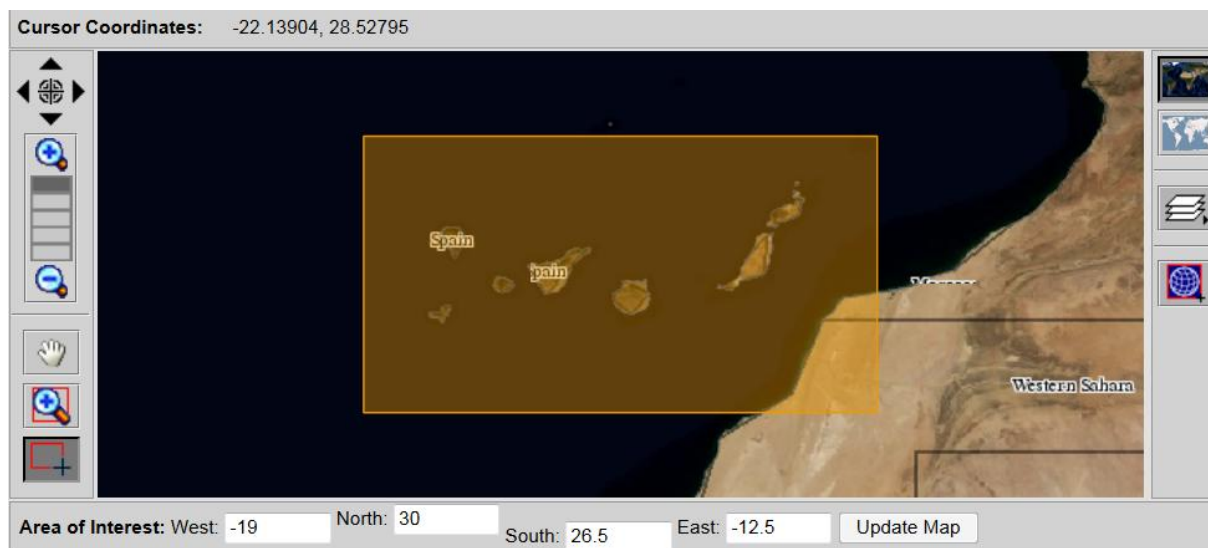 Cursor Coordinates: -22.13904, 28.52795
Spain
pain
Western Sahara
Area of Interest: West: -19 North: 30 South: 26.5 East: -12.5 Update Map